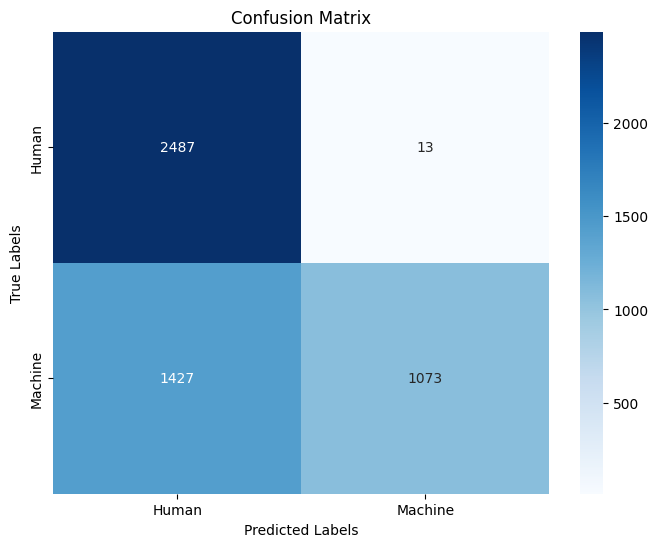 Confusion Matrix
True Labels
Human
2487
13
Machine
1427
1073
Human
Machine
Predicted Labels
2000
1500
1000
500